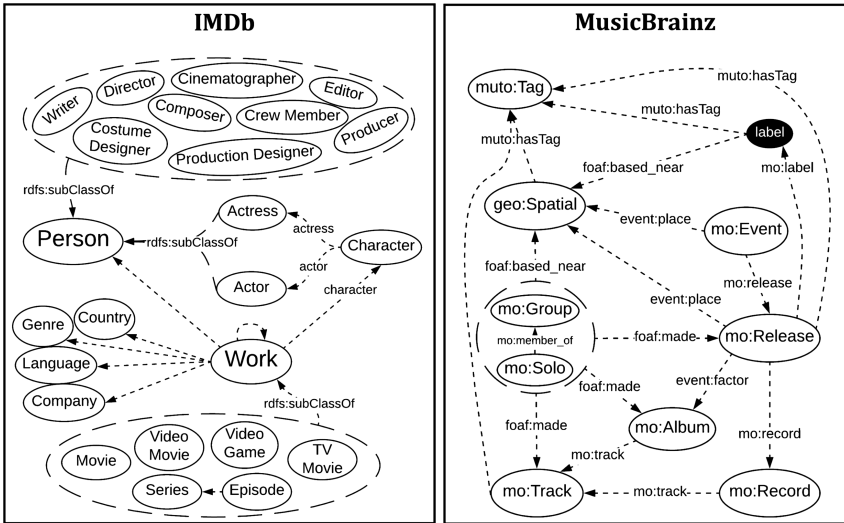 IMDb
Writer
Director
Cinematographer
Composer
Editor
Crew Member
Producer
Costume
Designer
Production Designer
rdfs:subClassOf
Person
rdfs:subClassOf
Actress
actress
Character
actor
Actor
character
Genre
Country
Language
Company
Work
rdfs:subClassOf
Movie
Video
Movie
Video
Game
TV
Movie
Series
Episode
MusicBrainz
muto:Tag
muto:hasTag
muto:hasTag
label
muto:hasTag
foaf:based_near
mo:label
geo:Spatial
event:place
mo:Event
foaf:based_near
mo:release
event:place
mo:Group
mo:member_of
mo:Solo
foaf:made
mo:Release
foaf:made
event:factor
foaf:made
mo:Album
mo:record
mo:track
mo:Track
mo:track
mo:Record